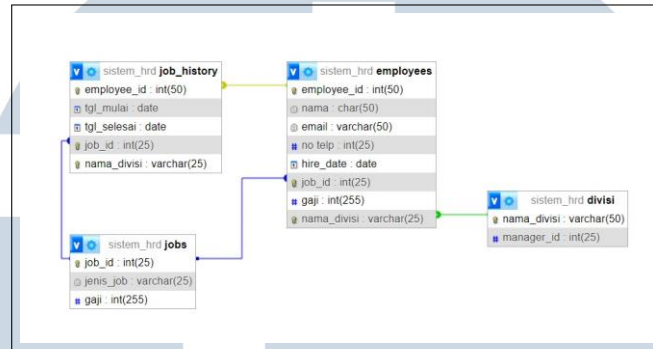 sistem_hrd job_history
employee_id : int(50)
tgl_mulai : date
tgl_selesai : date
job_id : int(25)
nama_divisi : varchar(25)
sistem_hrd employees
employee_id : int(50)
nama : char(50)
email : varchar(50)
no telp : int(25)
hire_date : date
job_id : int(25)
gaji : int(255)
nama_divisi : varchar(25)
sistem_hrd divisi
nama_divisi : varchar(50)
manager_id : int(25)
sistem_hrd jobs
job_id : int(25)
jenis_job : varchar(25)
gaji : int(255)